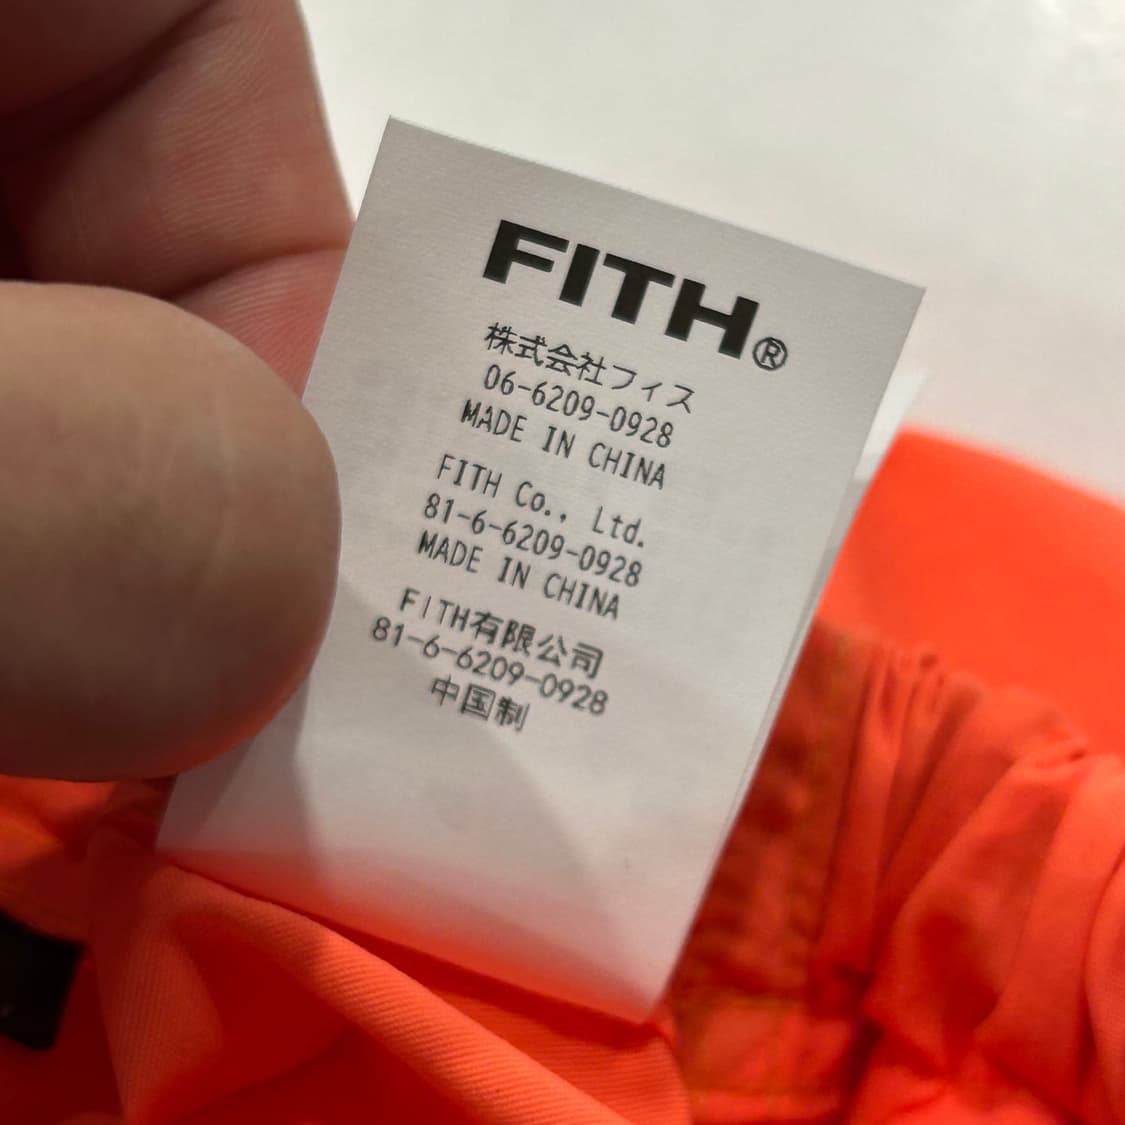 FITH®
株式会社フィス
06-6209-0928
MADE IN CHINA
FITH Co., Ltd.
81-6-6209-0928
MADE IN CHINA
FITH有限公司
81-6-6209-0928
中国制